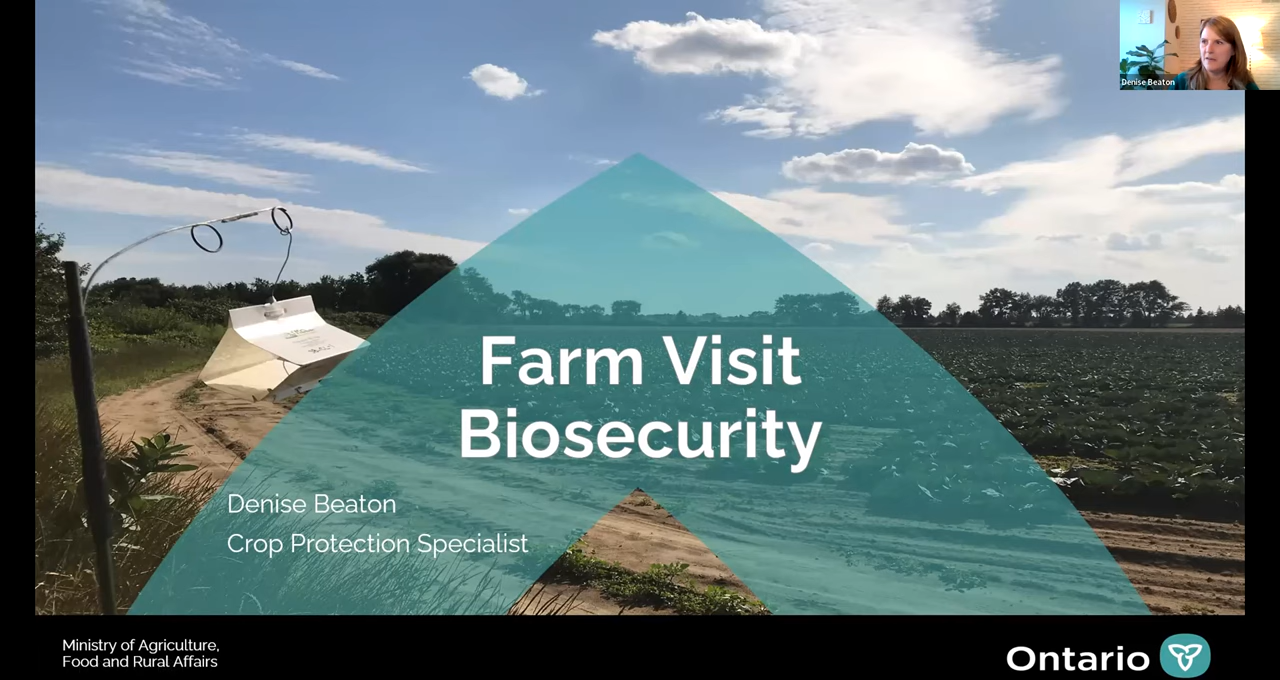 Denise Beaton
Farm Visit
Biosecurity
Denise Beaton
Crop Protection Specialist
Ministry of Agriculture,
Food and Rural Affairs
Ontario